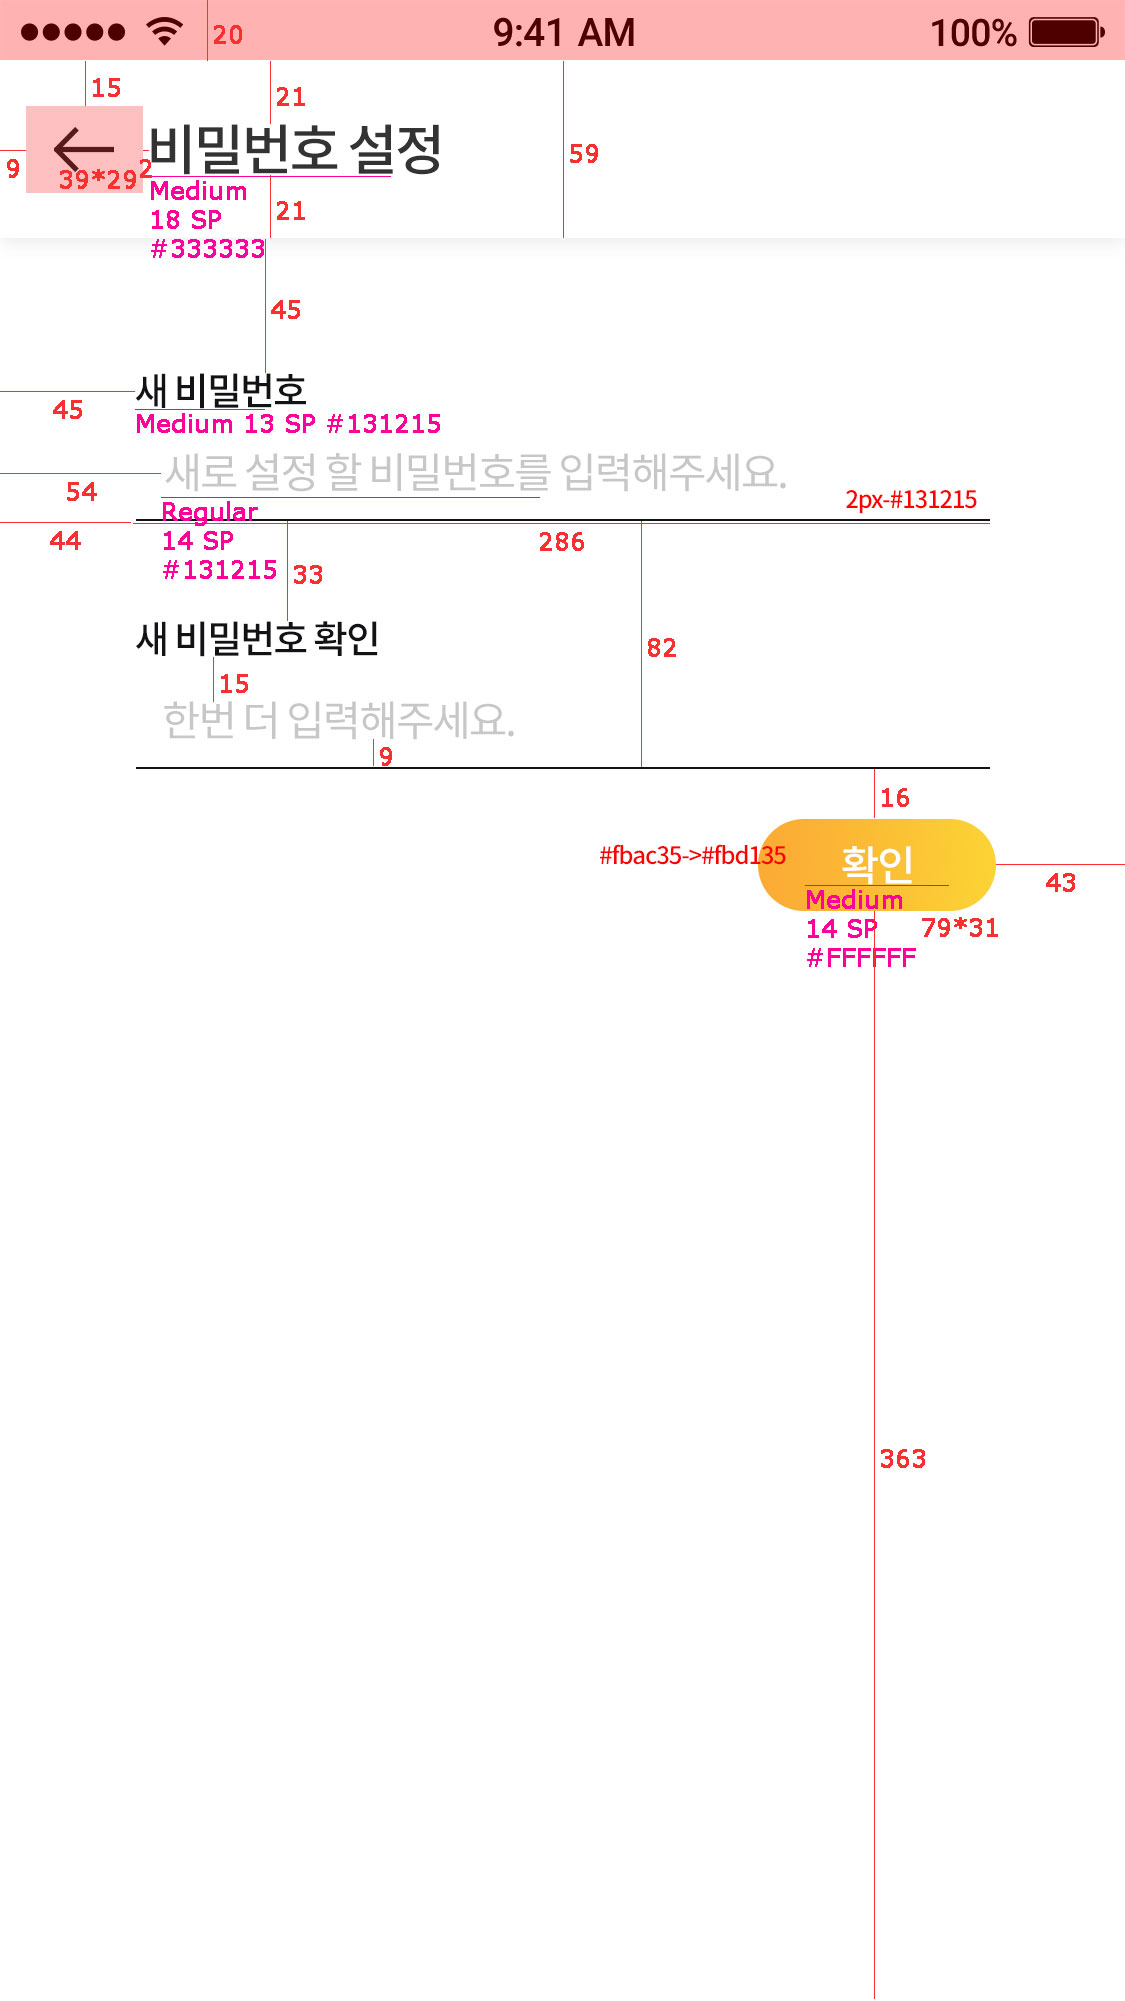 20
9:41 AM
100%
15
21
비밀번호 설정
59
9
39*29
2
Medium
18 SP
#333333
21
45
새 비밀번호
45
Medium 13 SP #131215
새로 설정 할 비밀번호를 입력해주세요.
54
2px-#131215
Regular
14 SP
#131215
44
286
33
새 비밀번호 확인
82
15
한번 더 입력해주세요.
9
16
#fbac35->#fbd135
확인
43
Medium
14 SP
#FFFFFF
79*31
363